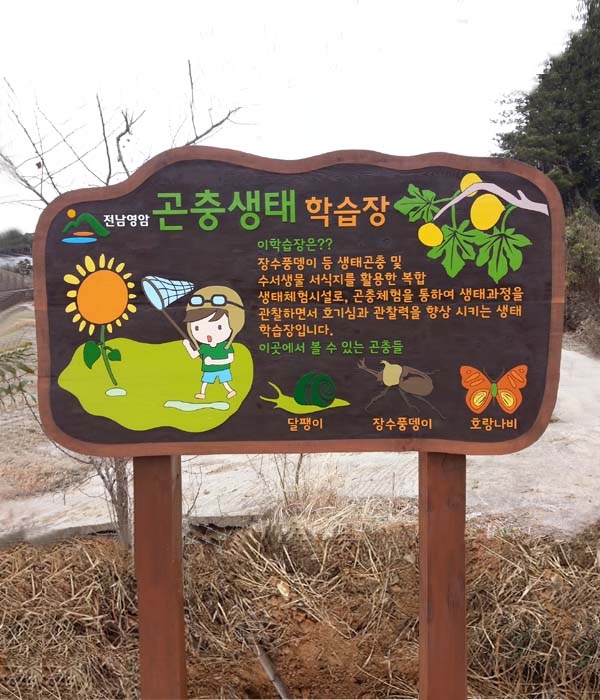 전남영암 곤충생태 학습장
이학습장은??
장수풍뎅이 등 생태곤충 및
수서생물 서식지를 활용한 복합
생태체험시설로, 곤충체험을 통하여 생태과정을
관찰하면서 호기심과 관찰력을 향상 시키는 생태
학습장입니다.
이곳에서 볼 수 있는 곤충들
달팽이 장수풍뎅이 호랑나비